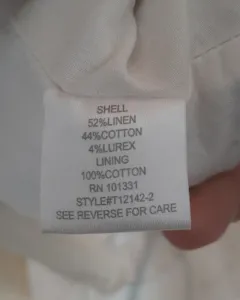 SHELL
52%LINEN
44%COTTON
4%LUREX
LINING
100%COTTON
RN 101331
STYLE#T12142-2
SEE REVERSE FOR CARE